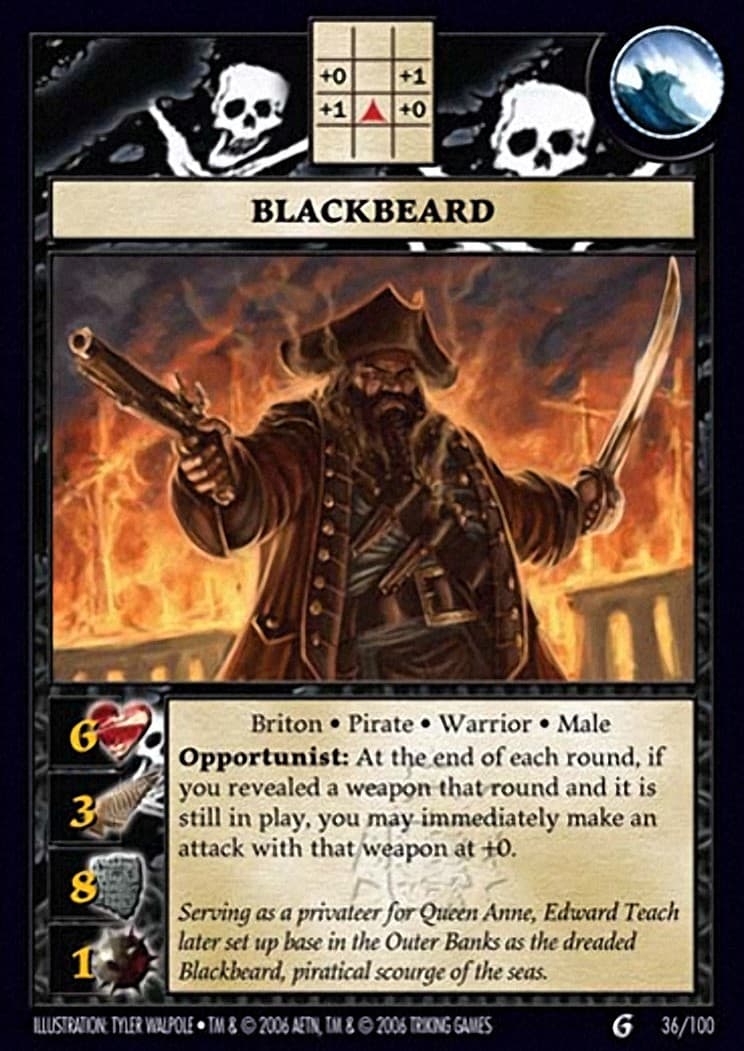 +0 +1
+1 +0
BLACKBEARD
6
3
8
1
Briton • Pirate • Warrior • Male
Opportunist: At the end of each round, if
you revealed a weapon that round and it is
still in play, you may immediately make an
attack with that weapon at +0.
Serving as a privateer for Queen Anne, Edward Teach
later set up base in the Outer Banks as the dreaded
Blackbeard, piratical scourge of the seas.
ILLUSTRATION: TYLER WALPOLE • TM & © 2006 AETN, TM & © 2006 TRIKING GAMES G 36/100